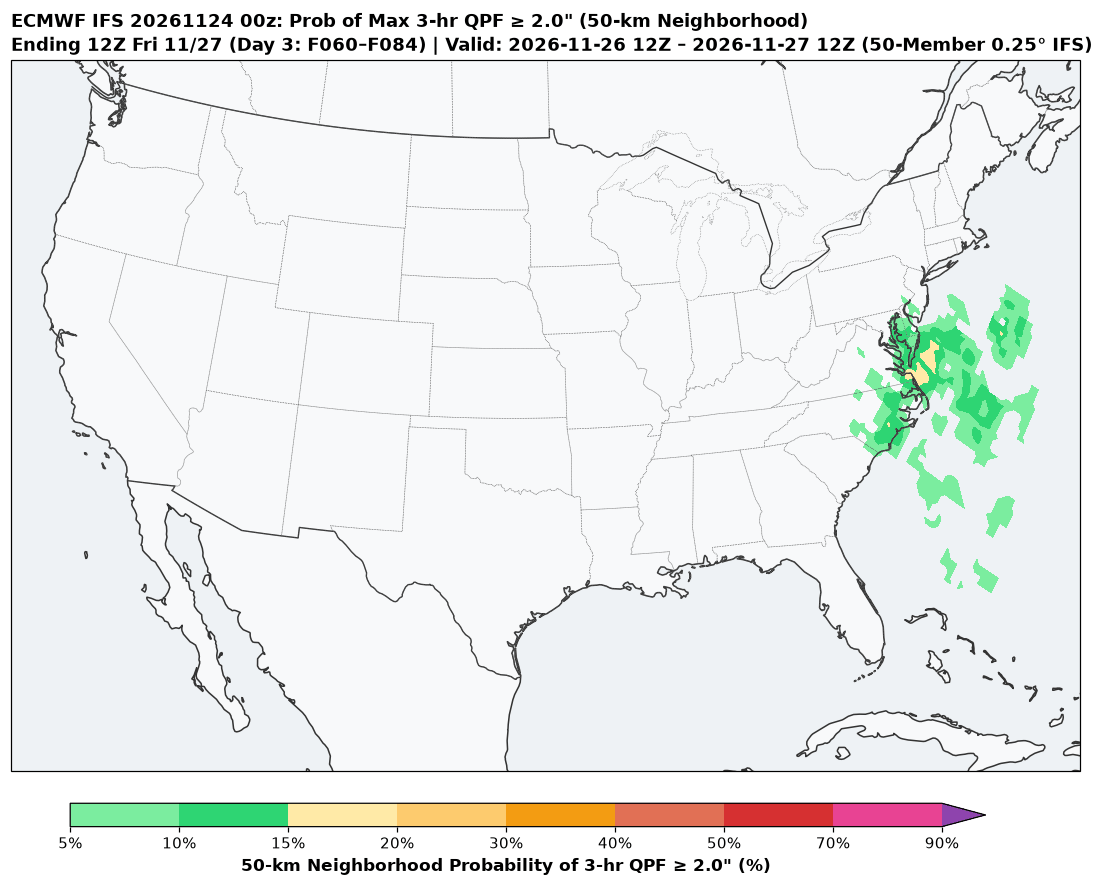 ECMWF IFS 20261124 00z: Prob of Max 3-hr QPF ≥ 2.0" (50-km Neighborhood)
Ending 12Z Fri 11/27 (Day 3: F060–F084) | Valid: 2026-11-26 12Z – 2026-11-27 12Z (50-Member 0.25° IFS)
5% 10% 15% 20% 30% 40% 50% 70% 90%
50-km Neighborhood Probability of 3-hr QPF ≥ 2.0" (%)